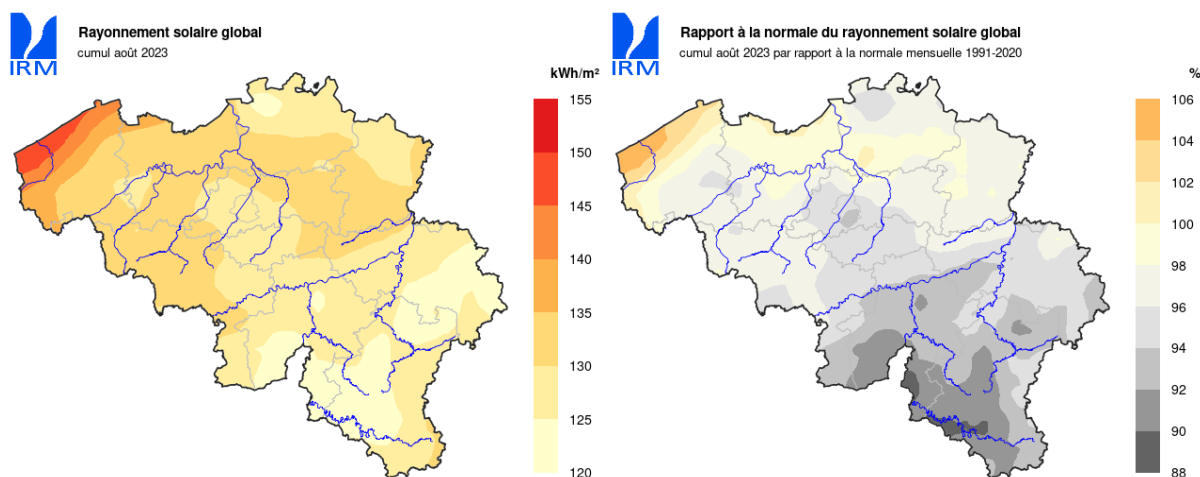 IRM
Rayonnement solaire global
cumul août 2023
kWh/m²
155
150
145
140
135
130
125
120
IRM
Rapport à la normale du rayonnement solaire global
cumul août 2023 par rapport à la normale mensuelle 1991-2020
%
106
104
102
100
98
96
94
92
90
88